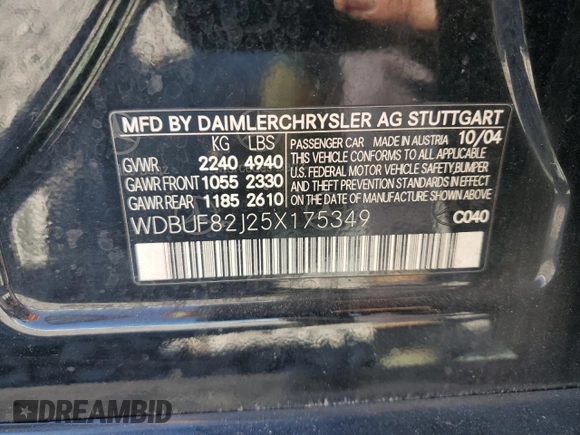 MFD BY DAIMLERCHRYSLER AG STUTTGART
KG LBS
GVWR 2240 4940
GAWR FRONT 1055 2330
GAWR REAR 1185 2610
PASSENGER CAR MADE IN AUSTRIA 10/04
THIS VEHICLE CONFORMS TO ALL APPLICABLE
U.S. FEDERAL MOTOR VEHICLE SAFETY, BUMPER
AND THEFT PREVENTION STANDARDS IN EFFECT
ON THE DATE OF MANUFACTURE SHOWN ABOVE.
WDBUF82J25X175349 C040
DREAMBID